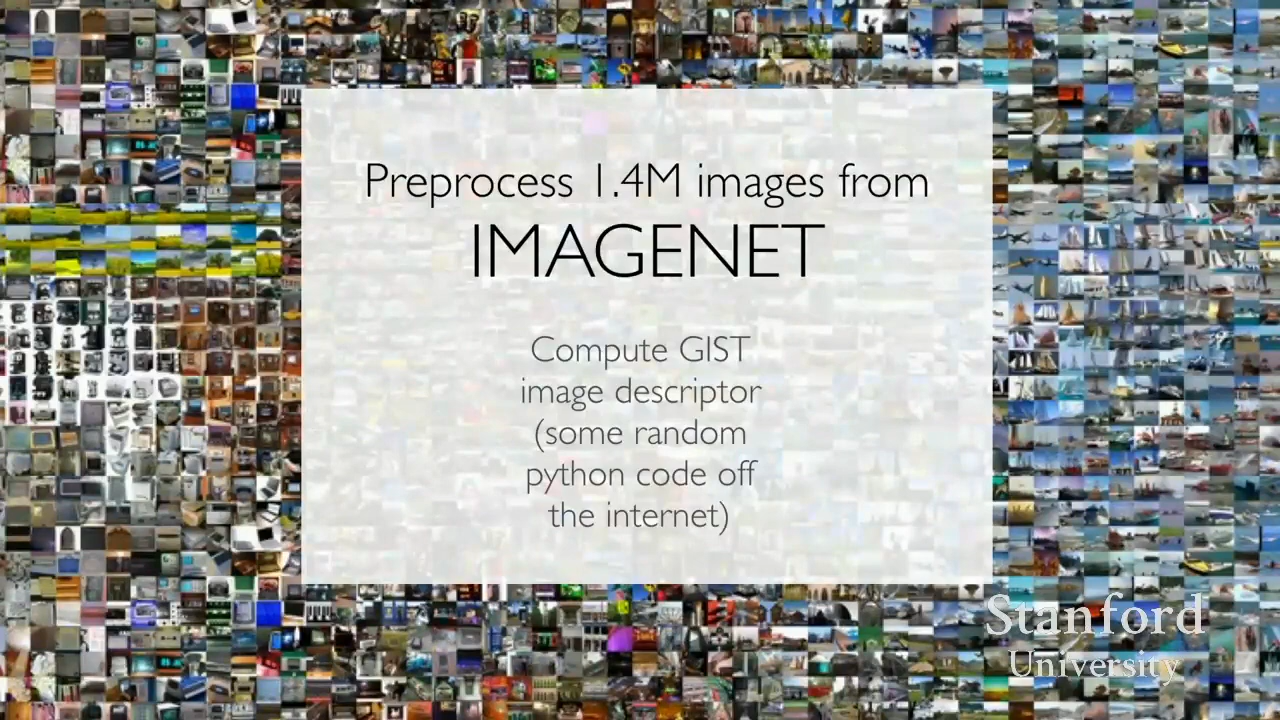 Preprocess 1.4M images from
IMAGENET
Compute GIST
image descriptor
(some random
python code off
the internet)
Stanford
University